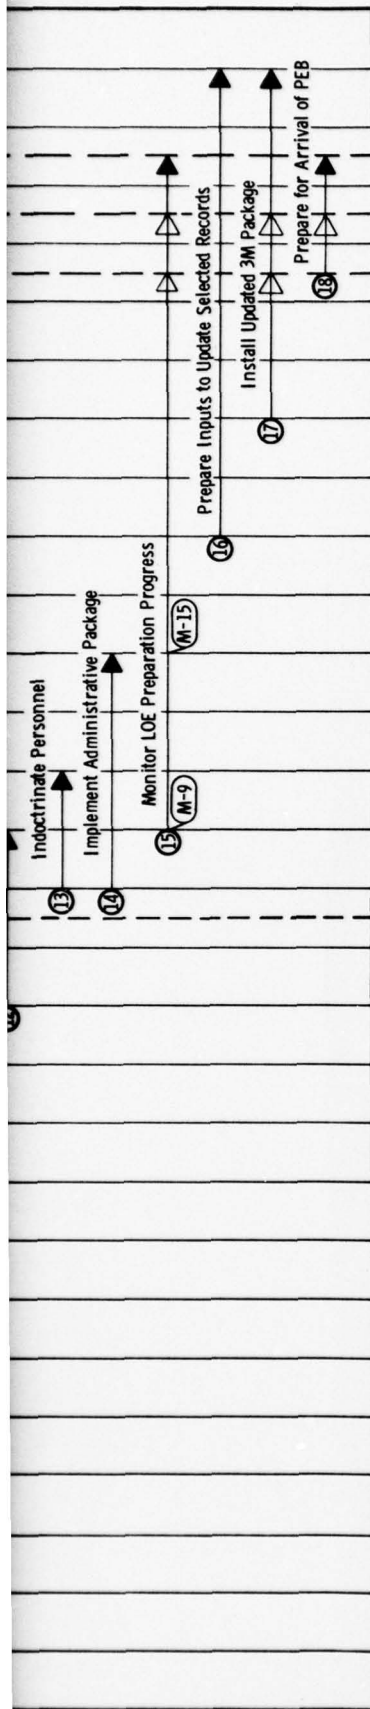 Indoctrinate Personnel
13
Implement Administrative Package
14
Monitor LOE Preparation Progress
15
M-9
M-15
Prepare Inputs to Update Selected Records
16
Install Updated 3M Package
17
Prepare for Arrival of PEB
18